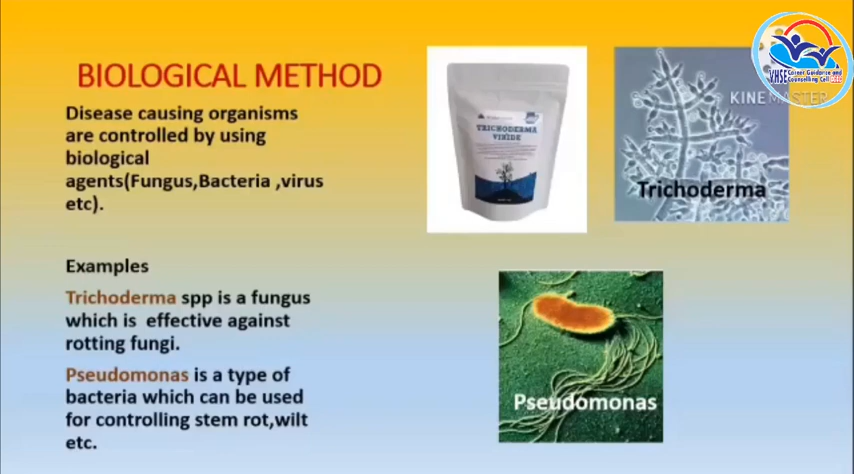 BIOLOGICAL METHOD
Disease causing organisms
are controlled by using
biological
agents(Fungus,Bacteria ,virus
etc).
Examples
Trichoderma spp is a fungus
which is effective against
rotting fungi.
Pseudomonas is a type of
bacteria which can be used
for controlling stem rot,wilt
etc.
TRICHODERMA
VIRIDE
Trichoderma
KINEMASTER
VHSE Career Guidance and
Counselling Cell
Pseudomonas